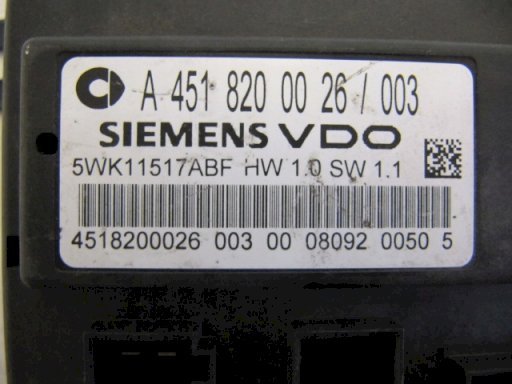 A 451 820 00 26 / 003
SIEMENS VDO
5WK11517ABF HW 1.0 SW 1.1
4518200026 003 00 08092 0050 5